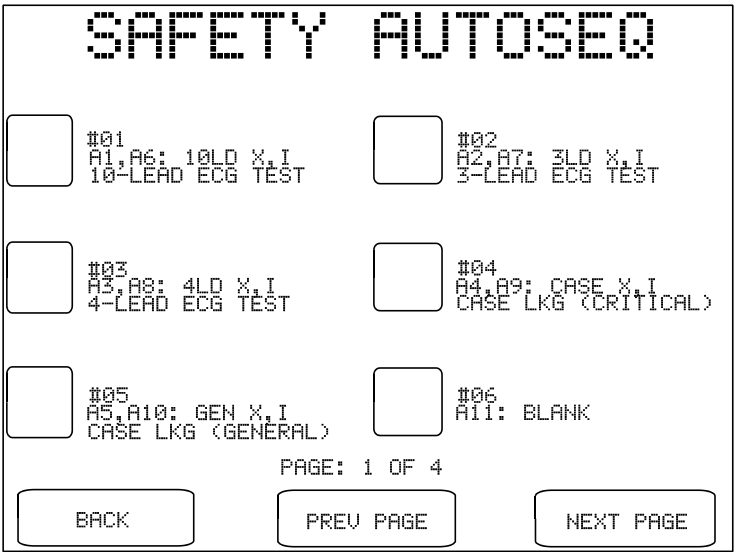 SAFETY AUTOSEQ
#01
A1,A6: 10LD X,I
10-LEAD ECG TEST
#02
A2,A7: 3LD X,I
3-LEAD ECG TEST
#03
A3,A8: 4LD X,I
4-LEAD ECG TEST
#04
A4,A9: CASE X,I
CASE LKG (CRITICAL)
#05
A5,A10: GEN X,I
CASE LKG (GENERAL)
#06
A11: BLANK
PAGE: 1 OF 4
BACK
PREV PAGE
NEXT PAGE